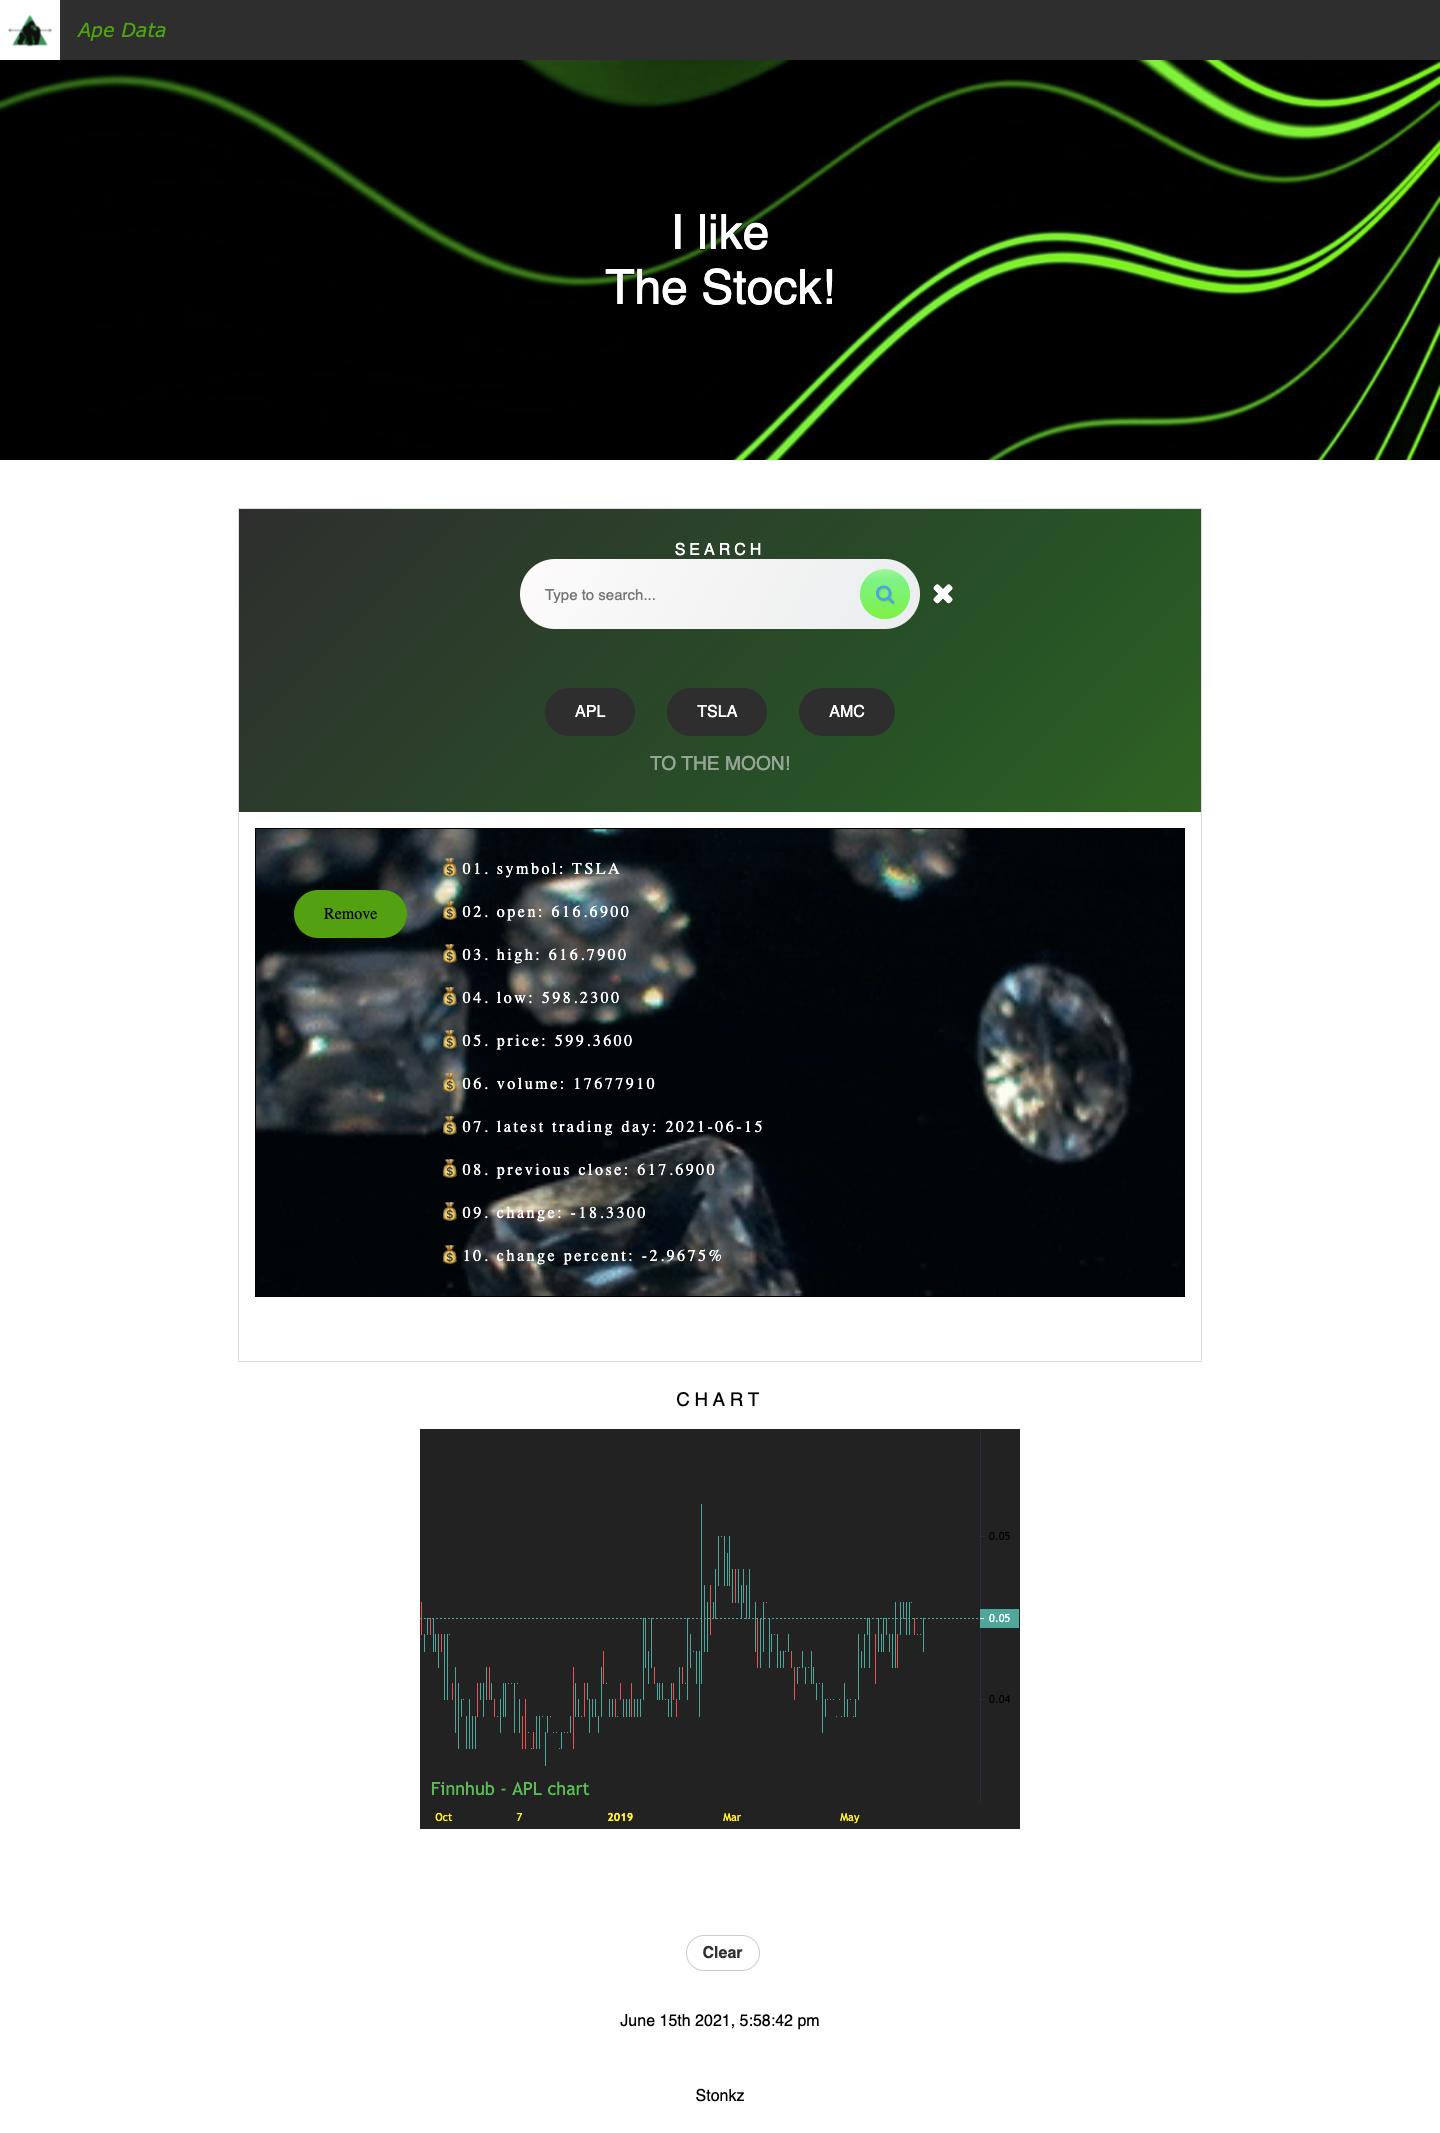 Ape Data
I like
The Stock!
SEARCH
Type to search...
APL TSLA AMC
TO THE MOON!
Remove
01. symbol: TSLA
02. open: 616.6900
03. high: 616.7900
04. low: 598.2300
05. price: 599.3600
06. volume: 17677910
07. latest trading day: 2021-06-15
08. previous close: 617.6900
09. change: -18.3300
10. change percent: -2.9675%
CHART
0.05
0.05
0.04
Finnhub - APL chart
Oct 7 2019 Mar May
Clear
June 15th 2021, 5:58:42 pm
Stonkz